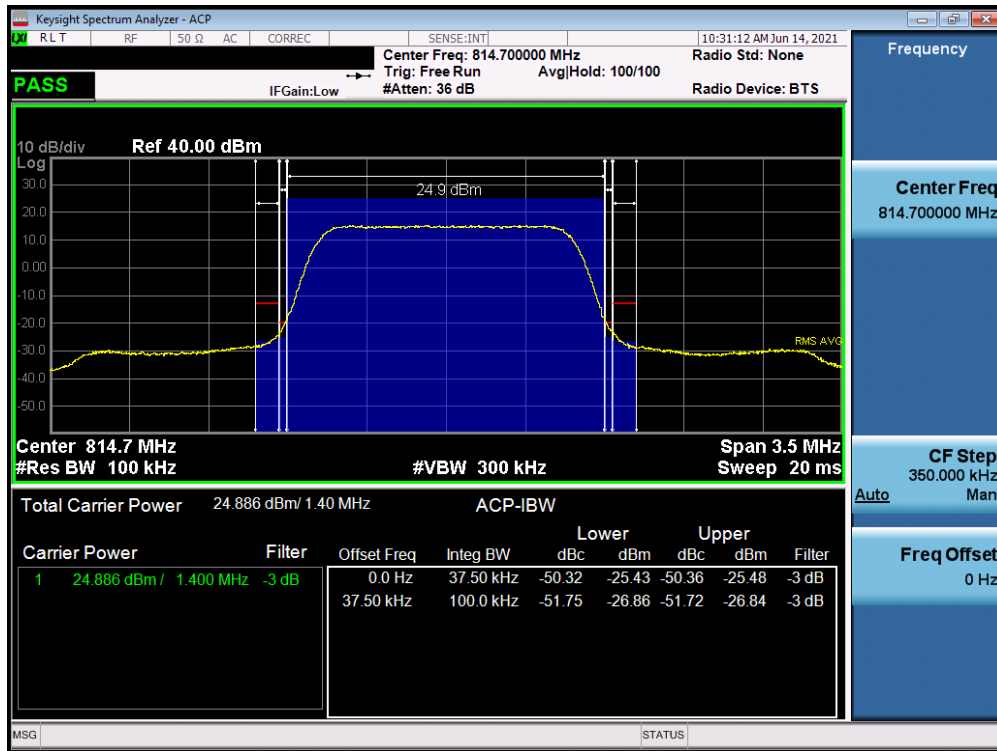 Keysight Spectrum Analyzer - ACP
LXI R L T RF 50 Ω AC CORREC SENSE:INT 10:31:12 AM Jun 14, 2021
Center Freq: 814.700000 MHz Radio Std: None
Trig: Free Run Avg|Hold: 100/100
PASS IFGain:Low #Atten: 36 dB Radio Device: BTS
10 dB/div Ref 40.00 dBm
Log
30.0
24.9 dBm
20.0
10.0
0.00
-10.0
-20.0
RMS AVG
-30.0
-40.0
-50.0
Center 814.7 MHz Span 3.5 MHz
#Res BW 100 kHz #VBW 300 kHz Sweep 20 ms
Total Carrier Power 24.886 dBm/ 1.40 MHz ACP-IBW
Lower Upper
Carrier Power Filter Offset Freq Integ BW dBc dBm dBc dBm Filter
1 24.886 dBm / 1.400 MHz -3 dB 0.0 Hz 37.50 kHz -50.32 -25.43 -50.36 -25.48 -3 dB
37.50 kHz 100.0 kHz -51.75 -26.86 -51.72 -26.84 -3 dB
MSG STATUS
Frequency
Center Freq
814.700000 MHz
CF Step
350.000 kHz
Auto Man
Freq Offset
0 Hz